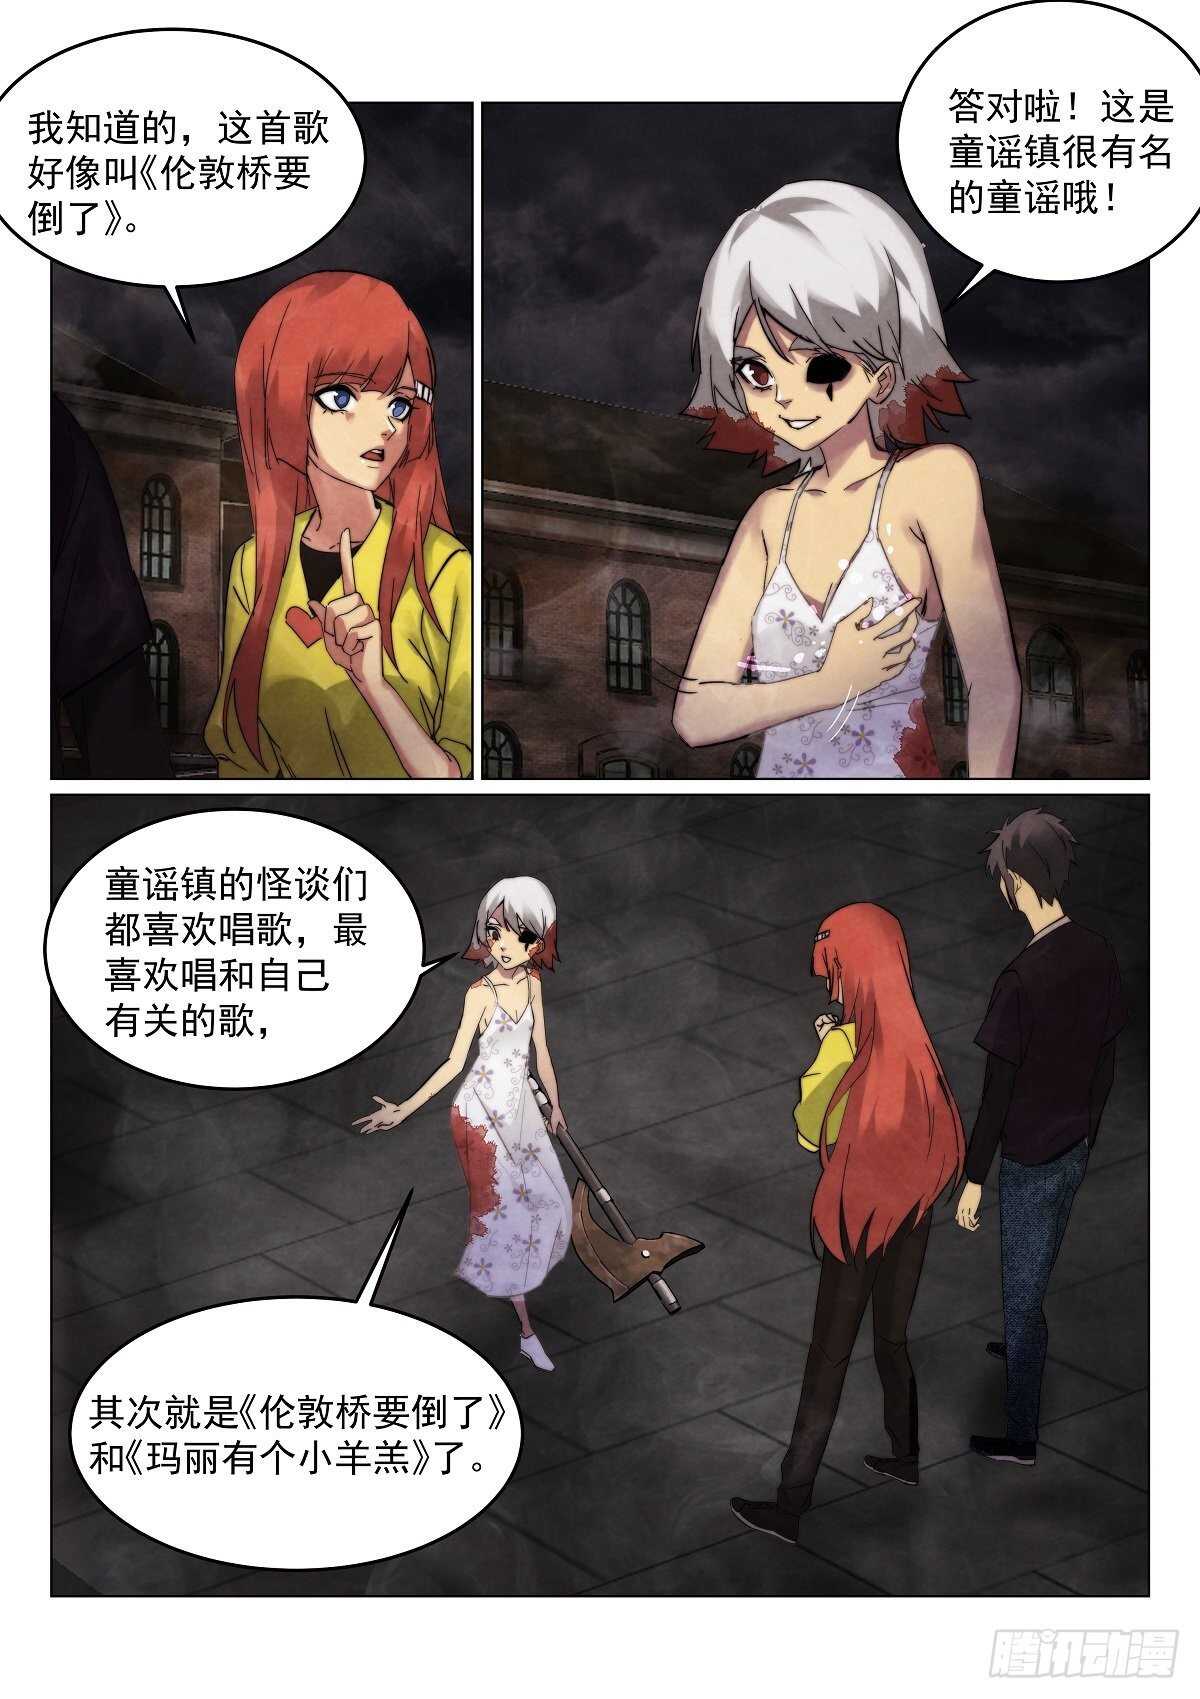 我知道的，这首歌
好像叫《伦敦桥要
倒了》。
答对啦！这是
童谣镇很有名
的童谣哦！
童谣镇的怪谈们
都喜欢唱歌，最
喜欢唱和自己
有关的歌，
其次就是《伦敦桥要倒了》
和《玛丽有个小羊羔》了。
腾讯动漫